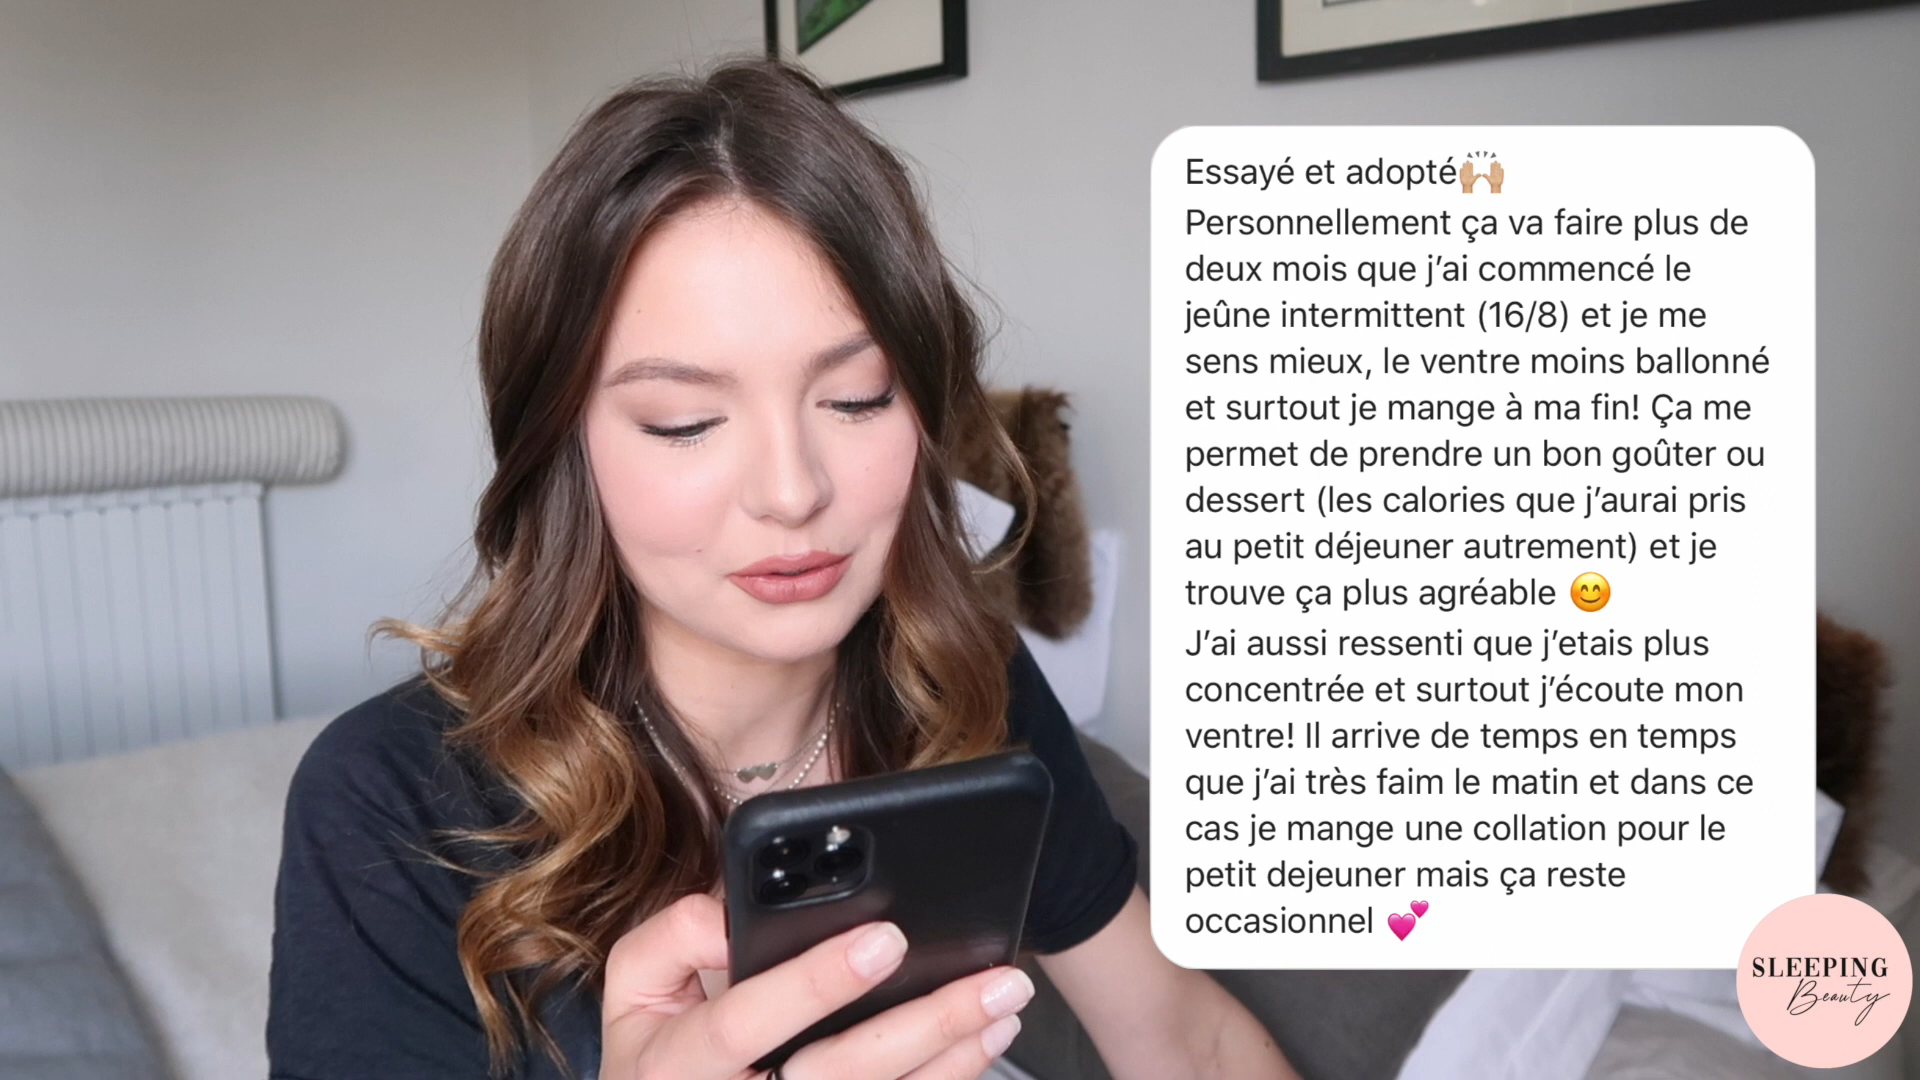 Essayé et adopté🙌🏼
Personnellement ça va faire plus de
deux mois que j’ai commencé le
jeûne intermittent (16/8) et je me
sens mieux, le ventre moins ballonné
et surtout je mange à ma fin! Ça me
permet de prendre un bon goûter ou
dessert (les calories que j’aurai pris
au petit déjeuner autrement) et je
trouve ça plus agréable 😊
J’ai aussi ressenti que j’etais plus
concentrée et surtout j’écoute mon
ventre! Il arrive de temps en temps
que j’ai très faim le matin et dans ce
cas je mange une collation pour le
petit dejeuner mais ça reste
occasionnel 💕
SLEEPING
Beauty